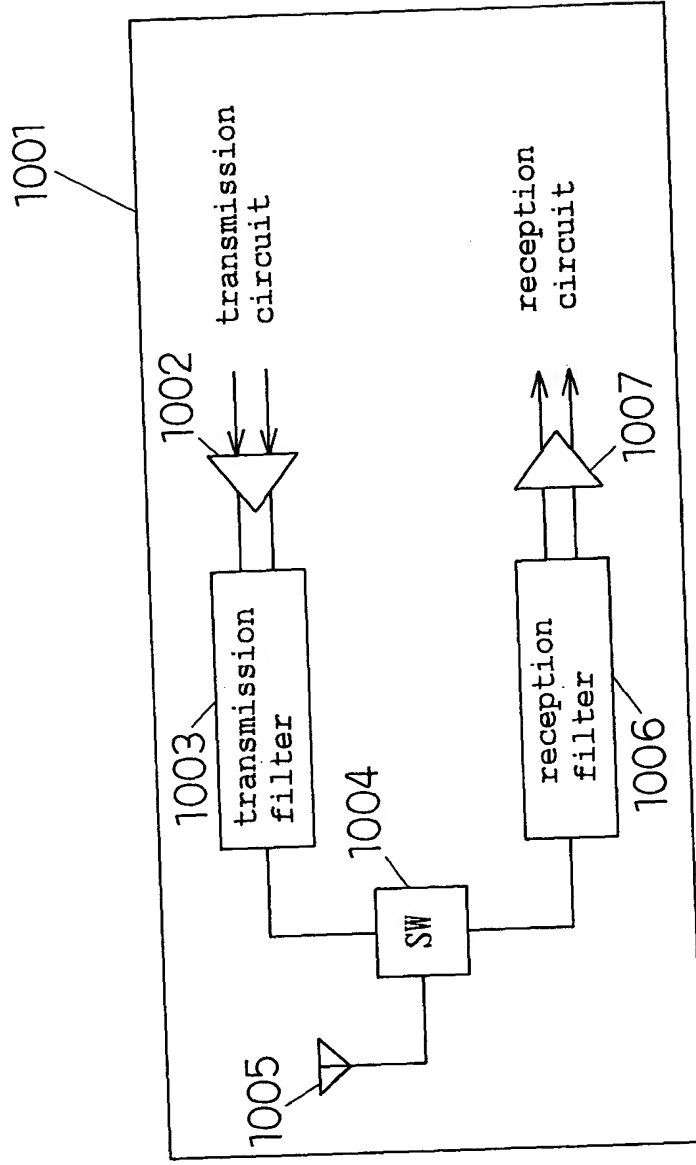 1001
transmission
circuit
1002
1003
transmission
filter
1004
SW
1005
reception
filter
1006
1007
reception
circuit